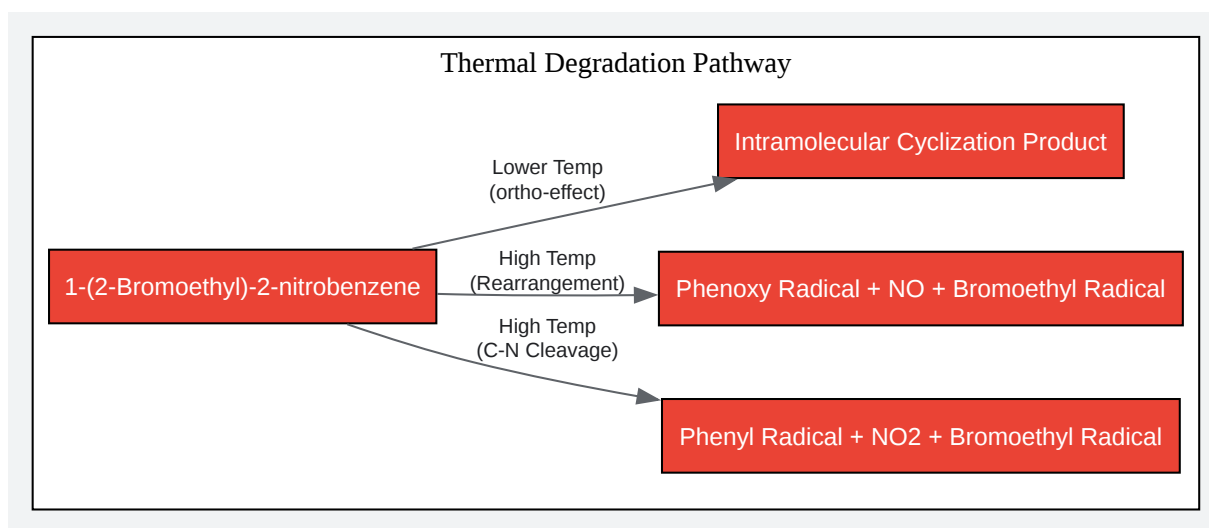 Thermal Degradation Pathway
Intramolecular Cyclization Product
Lower Temp
(ortho-effect)
1-(2-Bromoethyl)-2-nitrobenzene
High Temp
(Rearrangement)
Phenoxy Radical + NO + Bromoethyl Radical
High Temp
(C-N Cleavage)
Phenyl Radical + NO2 + Bromoethyl Radical